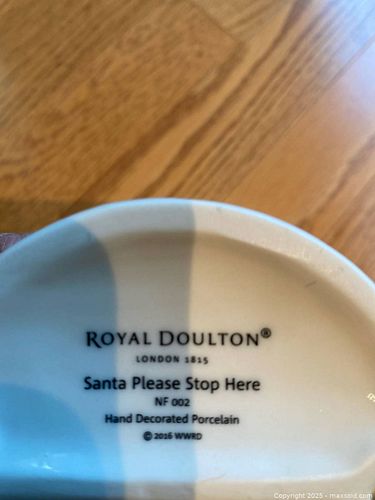 ROYAL DOULTON®
LONDON 1815
Santa Please Stop Here
NF 002
Hand Decorated Porcelain
© 2016 WWRD
Copyright 2025 - maxsold.com